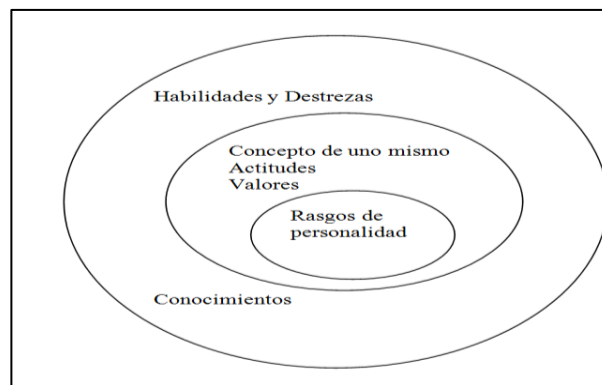 Habilidades y Destrezas
Concepto de uno mismo
Actitudes
Valores
Rasgos de
personalidad
Conocimientos